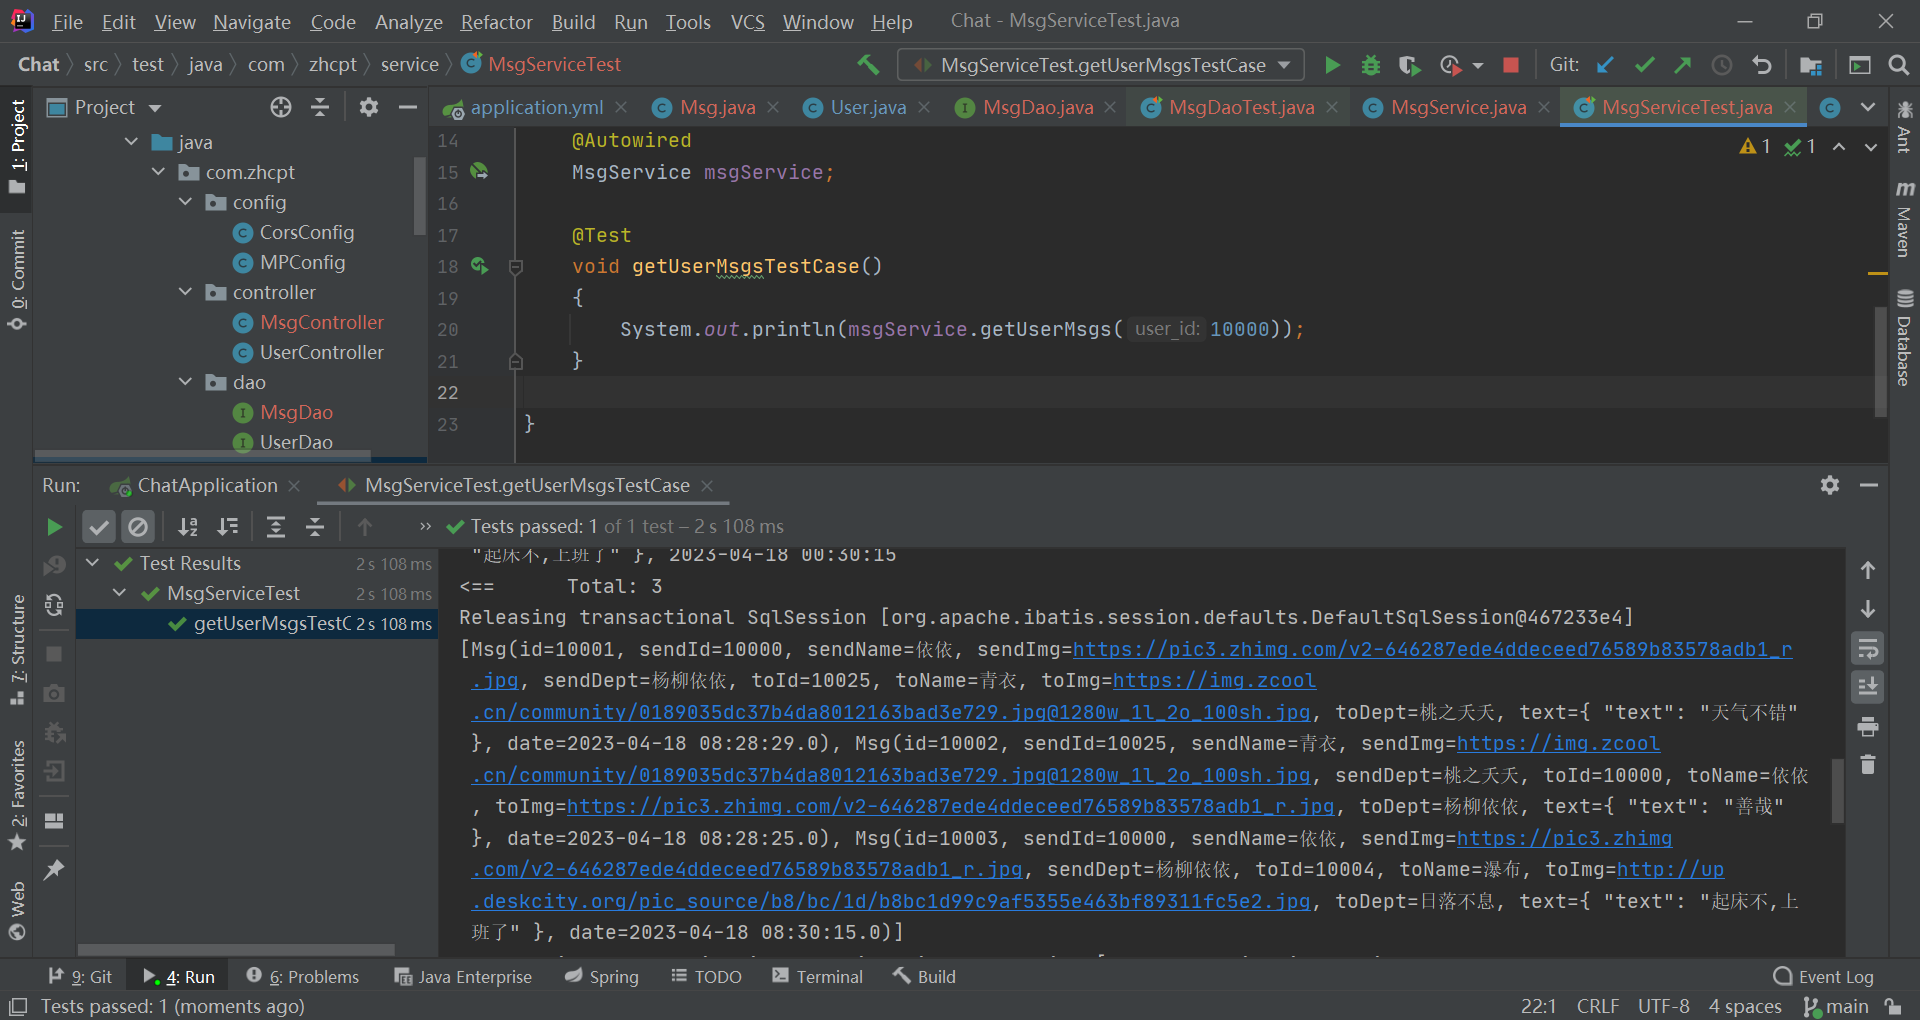 File Edit View Navigate Code Analyze Refactor Build Run Tools VCS Window Help Chat - MsgServiceTest.java
Chat src test java com zhcpt service MsgServiceTest MsgServiceTest.getUserMsgsTestCase Git:
Project
application.yml Msg.java User.java MsgDao.java MsgDaoTest.java MsgService.java MsgServiceTest.java
java
com.zhcpt
config
CorsConfig
MPConfig
controller
MsgController
UserController
dao
MsgDao
UserDao
1 1
14 @Autowired
15 MsgService msgService;
16
17 @Test
18 void getUserMsgsTestCase()
19 {
20 System.out.println(msgService.getUserMsgs( user_id: 10000));
21 }
22
23 }
1: Project
0: Commit
7: Structure
2: Favorites
Web
Ant
Maven
Database
Run: ChatApplication MsgServiceTest.getUserMsgsTestCase
Tests passed: 1 of 1 test – 2 s 108 ms
Test Results 2 s 108 ms
MsgServiceTest 2 s 108 ms
getUserMsgsTestC 2 s 108 ms
"起床不,上班了" }, 2023-04-18 00:30:15
<== Total: 3
Releasing transactional SqlSession [org.apache.ibatis.session.defaults.DefaultSqlSession@467233e4]
[Msg(id=10001, sendId=10000, sendName=依依, sendImg=https://pic3.zhimg.com/v2-646287ede4ddeceed76589b83578adb1_r
.jpg, sendDept=杨柳依依, toId=10025, toName=青衣, toImg=https://img.zcool
.cn/community/0189035dc37b4da8012163bad3e729.jpg@1280w_1l_2o_100sh.jpg, toDept=桃之夭夭, text={ "text": "天气不错"
}, date=2023-04-18 08:28:29.0), Msg(id=10002, sendId=10025, sendName=青衣, sendImg=https://img.zcool
.cn/community/0189035dc37b4da8012163bad3e729.jpg@1280w_1l_2o_100sh.jpg, sendDept=桃之夭夭, toId=10000, toName=依依
, toImg=https://pic3.zhimg.com/v2-646287ede4ddeceed76589b83578adb1_r.jpg, toDept=杨柳依依, text={ "text": "善哉"
}, date=2023-04-18 08:28:25.0), Msg(id=10003, sendId=10000, sendName=依依, sendImg=https://pic3.zhimg
.com/v2-646287ede4ddeceed76589b83578adb1_r.jpg, sendDept=杨柳依依, toId=10004, toName=瀑布, toImg=http://up
.deskcity.org/pic_source/b8/bc/1d/b8bc1d99c9af5355e463bf89311fc5e2.jpg, toDept=日落不息, text={ "text": "起床不,上
班了" }, date=2023-04-18 08:30:15.0)]
9: Git 4: Run 6: Problems Java Enterprise Spring TODO Terminal Build Event Log
Tests passed: 1 (moments ago) 22:1 CRLF UTF-8 4 spaces main